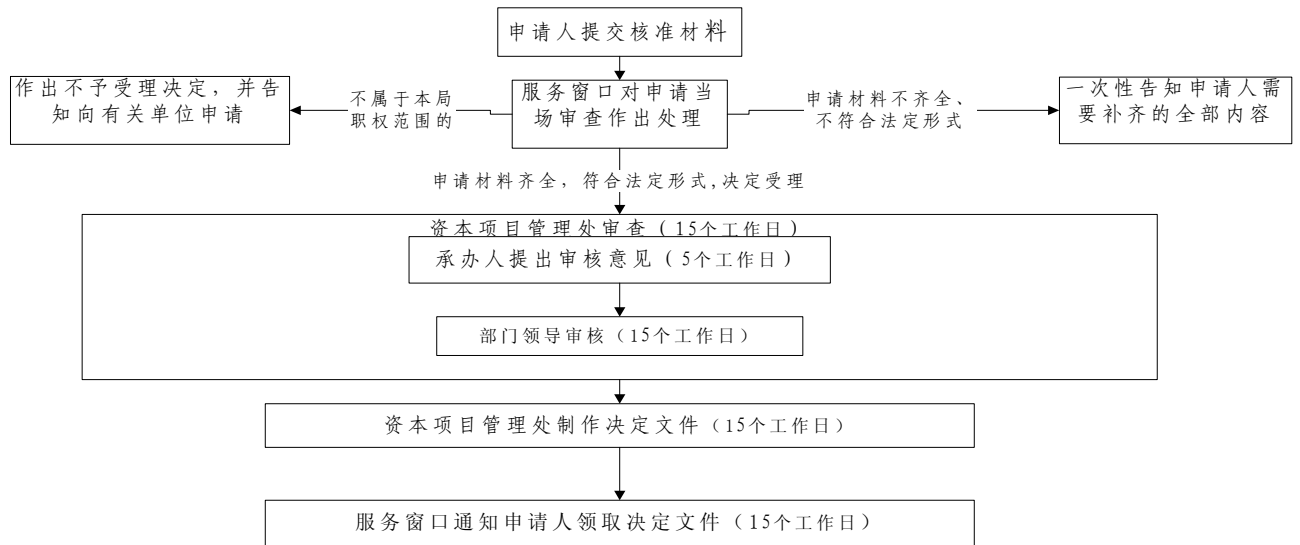 申请人提交核准材料
作出不予受理决定，并告
知向有关单位申请
不属于本局
职权范围的
服务窗口对申请当
场审查作出处理
申请材料不齐全、
不符合法定形式
一次性告知申请人需
要补齐的全部内容
申请材料齐全，符合法定形式,决定受理
资本项目管理处审查（15个工作日）
承办人提出审核意见（5个工作日）
部门领导审核（15个工作日）
资本项目管理处制作决定文件（15个工作日）
服务窗口通知申请人领取决定文件（15个工作日）